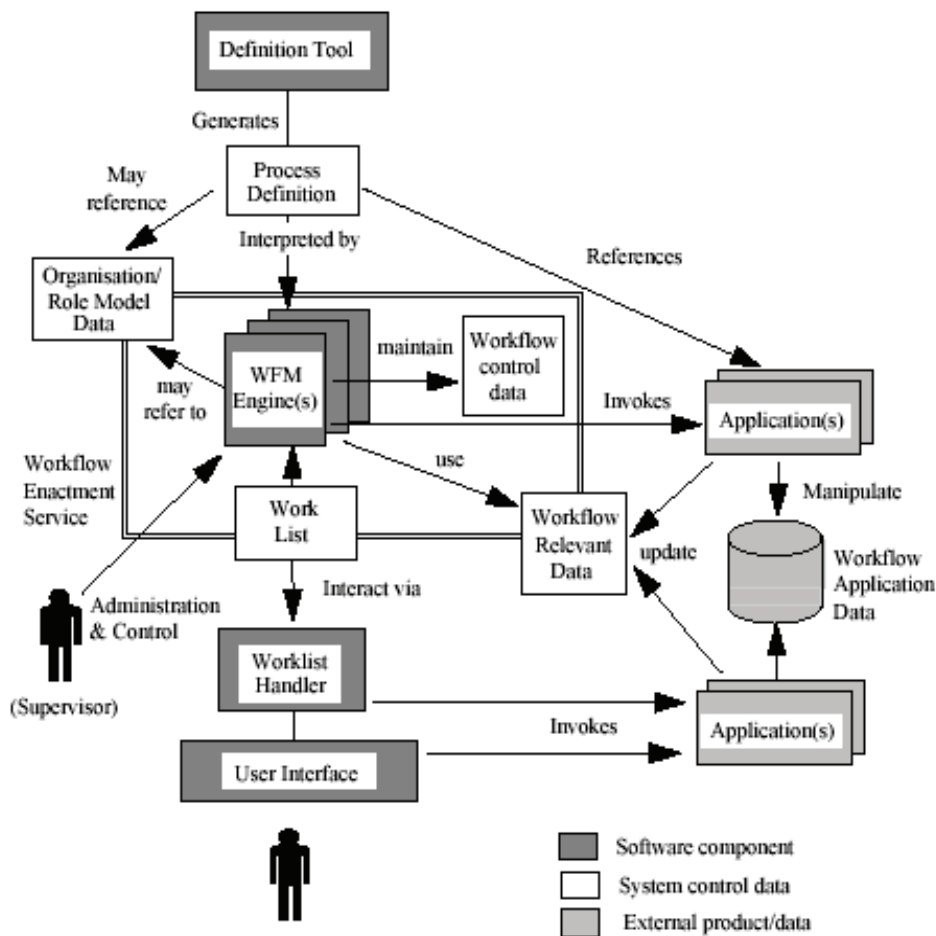 Definition Tool
Generates
Process
Definition
May
reference
Interpreted by
References
Organisation/
Role Model
Data
WFM
Engine(s)
maintain
Workflow
control
data
may
refer to
Invokes
Application(s)
use
Workflow
Enactment
Service
Work
List
Workflow
Relevant
Data
Manipulate
update
Workflow
Application
Data
Interact via
Administration
& Control
(Supervisor)
Worklist
Handler
Invokes
Application(s)
User Interface
Software component
System control data
External product/data